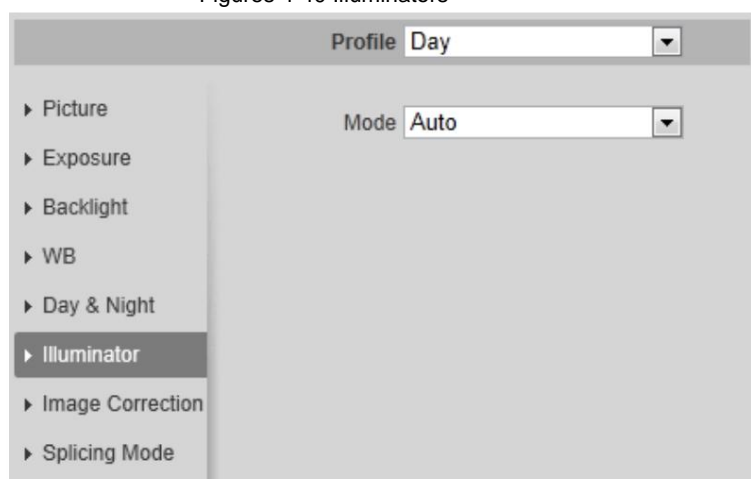 Profile Day
Picture
Mode Auto
Exposure
Backlight
WB
Day & Night
Illuminator
Image Correction
Splicing Mode